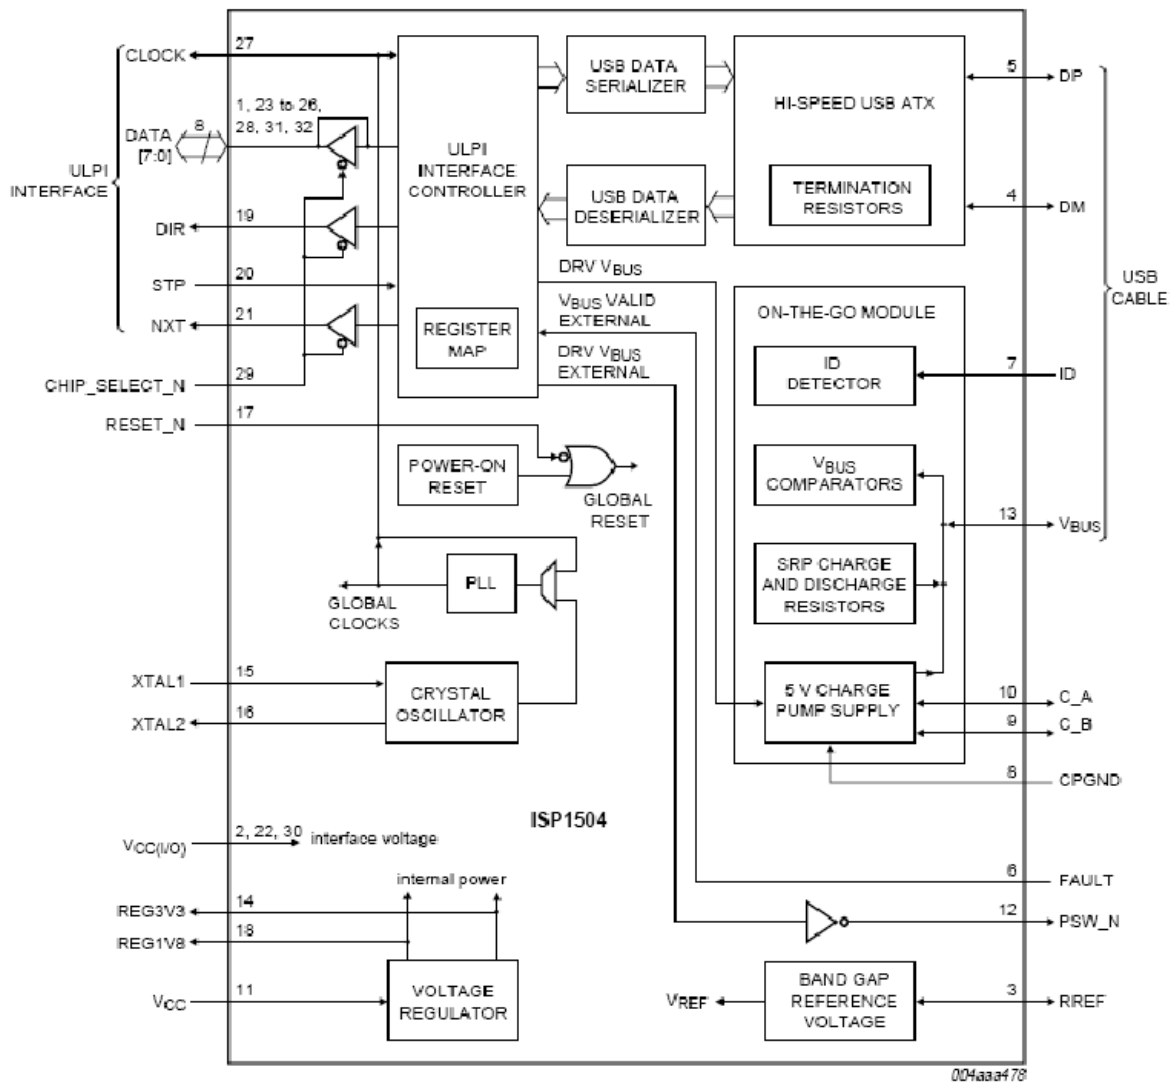 CLOCK
27
ULPI
INTERFACE
DATA
[7:0]
8
1, 23 to 26,
28, 31, 32
DIR
19
STP
20
NXT
21
CHIP_SELECT_N
29
RESET_N
17
ULPI
INTERFACE
CONTROLLER
REGISTER
MAP
USB DATA
SERIALIZER
USB DATA
DESERIALIZER
HI-SPEED USB ATX
TERMINATION
RESISTORS
5
DP
4
DM
USB
CABLE
DRV VBUS
VBUS VALID
EXTERNAL
DRV VBUS
EXTERNAL
ON-THE-GO MODULE
ID
DETECTOR
7
ID
VBUS
COMPARATORS
13
VBUS
SRP CHARGE
AND DISCHARGE
RESISTORS
5 V CHARGE
PUMP SUPPLY
10
C_A
9
C_B
8
CPGND
POWER-ON
RESET
GLOBAL
RESET
PLL
GLOBAL
CLOCKS
XTAL1
15
XTAL2
16
CRYSTAL
OSCILLATOR
ISP1504
VCC(I/O)
2, 22, 30
interface voltage
internal power
REG3V3
14
REG1V8
18
VCC
11
VOLTAGE
REGULATOR
6
FAULT
12
PSW_N
VREF
BAND GAP
REFERENCE
VOLTAGE
3
RREF
004aaa478